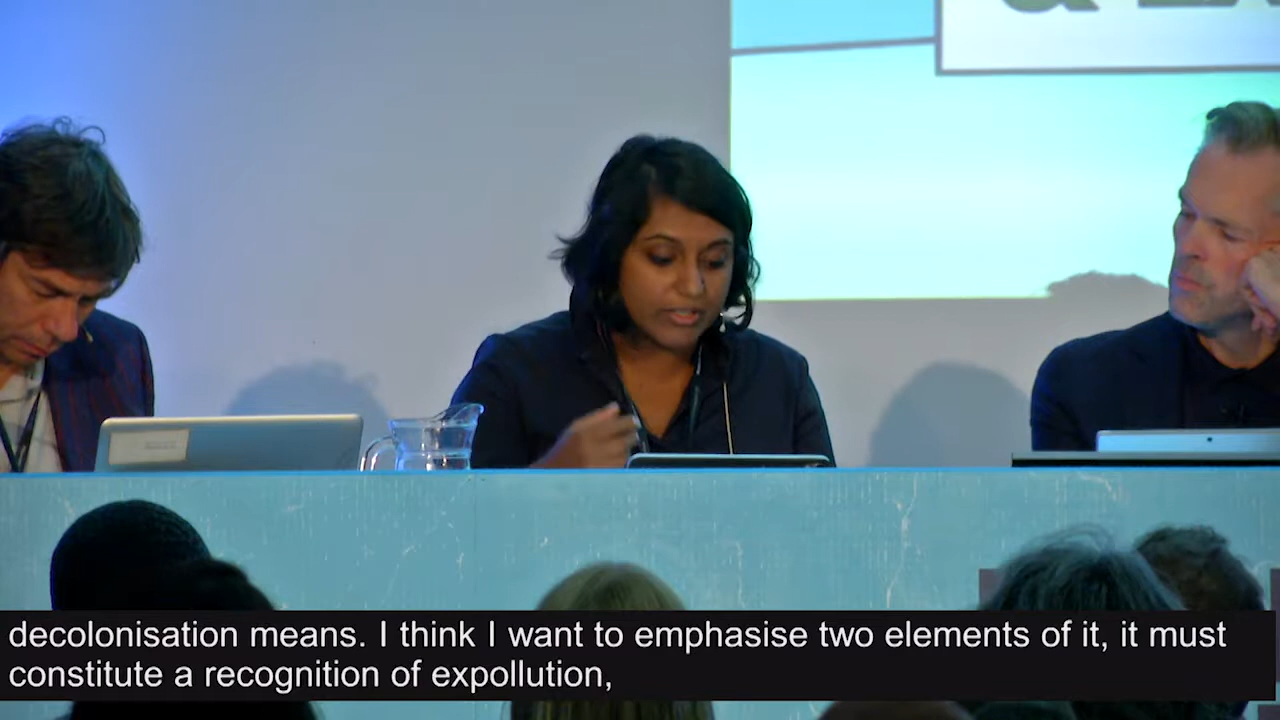 decolonisation means. I think I want to emphasise two elements of it, it must
constitute a recognition of expollution,